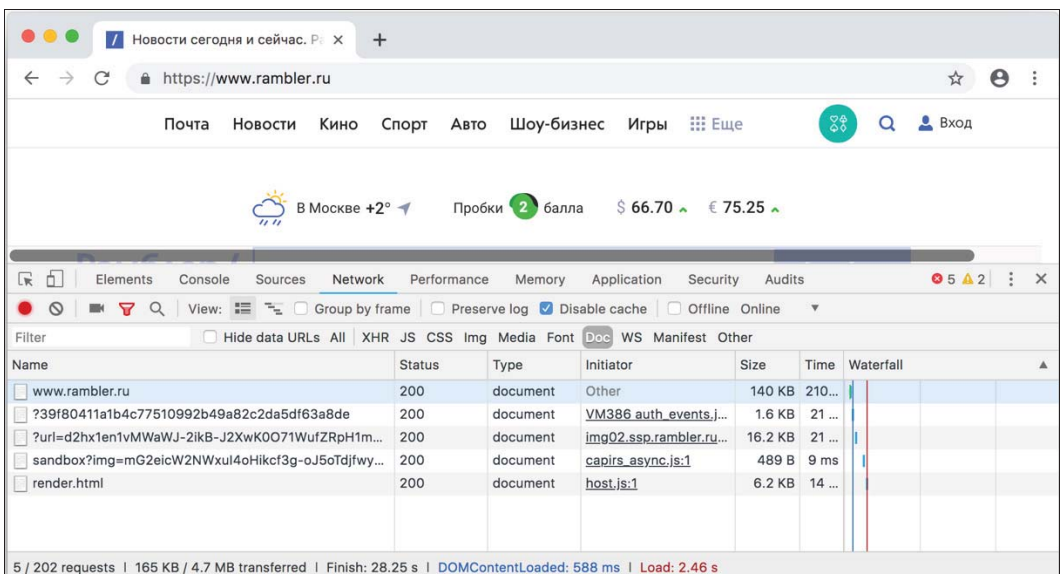 Новости сегодня и сейчас. Ра
https://www.rambler.ru
Почта Новости Кино Спорт Авто Шоу-бизнес Игры Еще Вход
В Москве +2° Пробки 2 балла $ 66.70 € 75.25
Elements Console Sources Network Performance Memory Application Security Audits 5 2
View: Group by frame Preserve log Disable cache Offline Online
Filter Hide data URLs All XHR JS CSS Img Media Font Doc WS Manifest Other
Name Status Type Initiator Size Time Waterfall
www.rambler.ru 200 document Other 140 KB 210...
?39f80411a1b4c77510992b49a82c2da5df63a8de 200 document VM386 auth_events.j... 1.6 KB 21 ...
?url=d2hx1en1vMWaWJ-2ikB-J2XwK0O71WufZRpH1m... 200 document img02.ssp.rambler.ru... 16.2 KB 21 ...
sandbox?img=mG2eicW2NWxul4oHikcf3g-oJ5oTdjfwy... 200 document capirs_async.js:1 489 B 9 ms
render.html 200 document host.js:1 6.2 KB 14 ...
5 / 202 requests | 165 KB / 4.7 MB transferred | Finish: 28.25 s | DOMContentLoaded: 588 ms | Load: 2.46 s